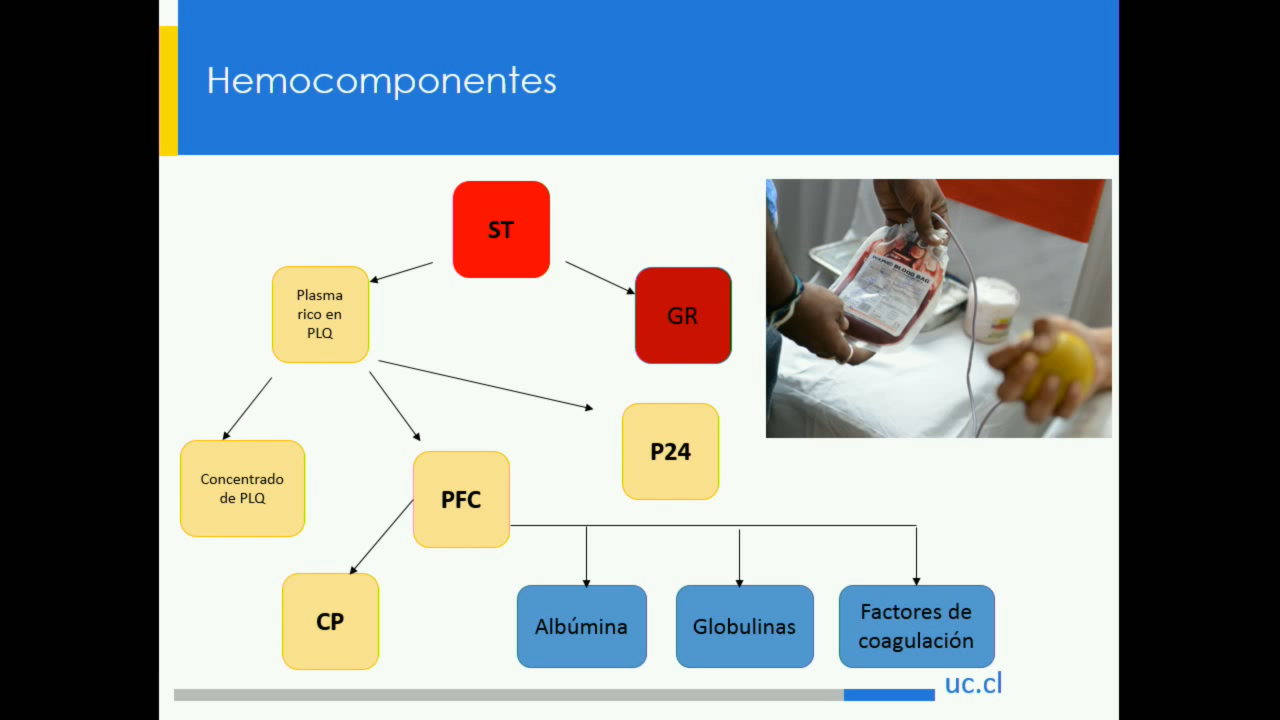 Hemocomponentes
ST
Plasma
rico en
PLQ
GR
P24
Concentrado
de PLQ
PFC
CP
Albúmina
Globulinas
Factores de
coagulación
uc.cl